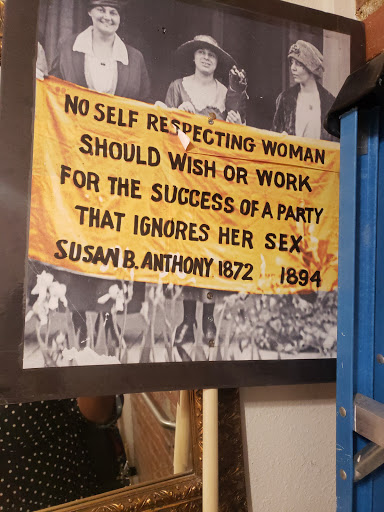 NO SELF RESPECTING WOMAN
SHOULD WISH OR WORK
FOR THE SUCCESS OF A PARTY
THAT IGNORES HER SEX
SUSAN B. ANTHONY 1872 1894